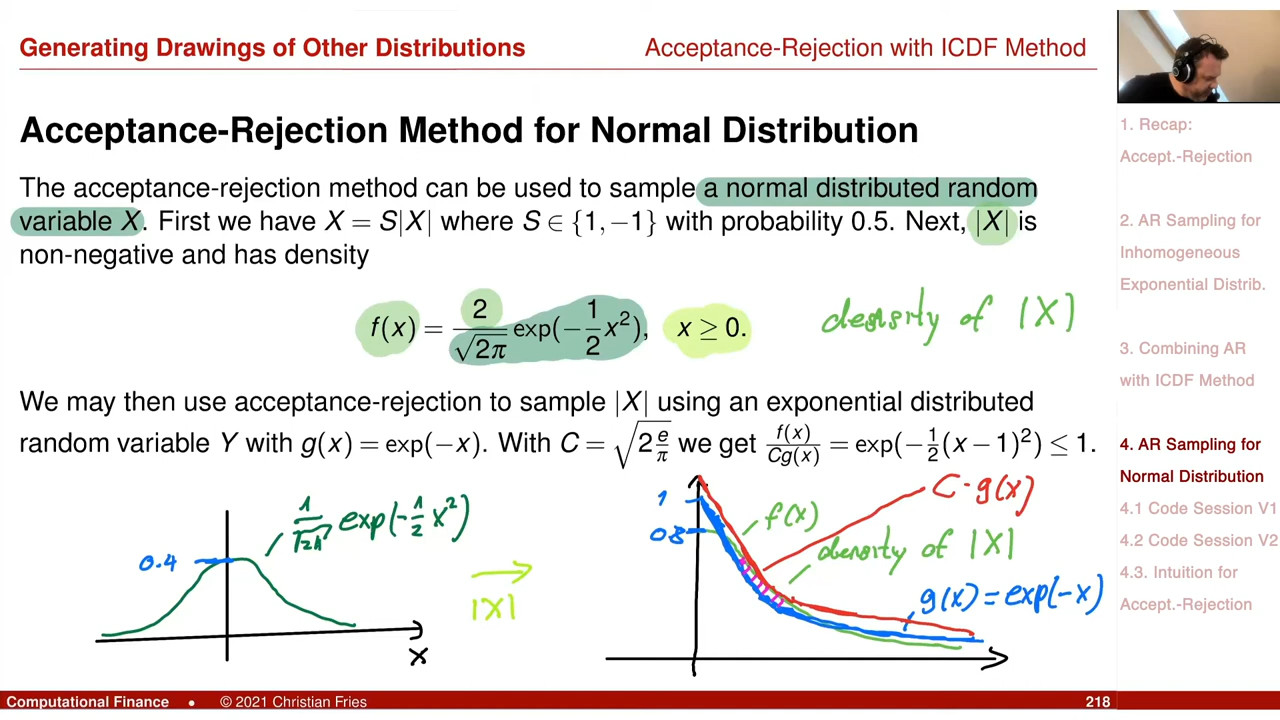 Generating Drawings of Other Distributions
Acceptance-Rejection with ICDF Method
Acceptance-Rejection Method for Normal Distribution
The acceptance-rejection method can be used to sample a normal distributed random
variable X. First we have X = S|X| where S ∈ {1, −1} with probability 0.5. Next, |X| is
non-negative and has density
f(x) = 2/√2π exp(−1/2 x²), x ≥ 0.
density of |X|
We may then use acceptance-rejection to sample |X| using an exponential distributed
random variable Y with g(x) = exp(−x). With C = √(2 e/π) we get f(x)/Cg(x) = exp(−1/2(x − 1)²) ≤ 1.
0.4
1/√2π exp(−1/2 x²)
x
|X|
1
0.8
C·g(x)
f(x)
density of |X|
g(x) = exp(−x)
1. Recap:
Accept.-Rejection
2. AR Sampling for
Inhomogeneous
Exponential Distrib.
3. Combining AR
with ICDF Method
4. AR Sampling for
Normal Distribution
4.1 Code Session V1
4.2 Code Session V2
4.3. Intuition for
Accept.-Rejection
Computational Finance • © 2021 Christian Fries
218